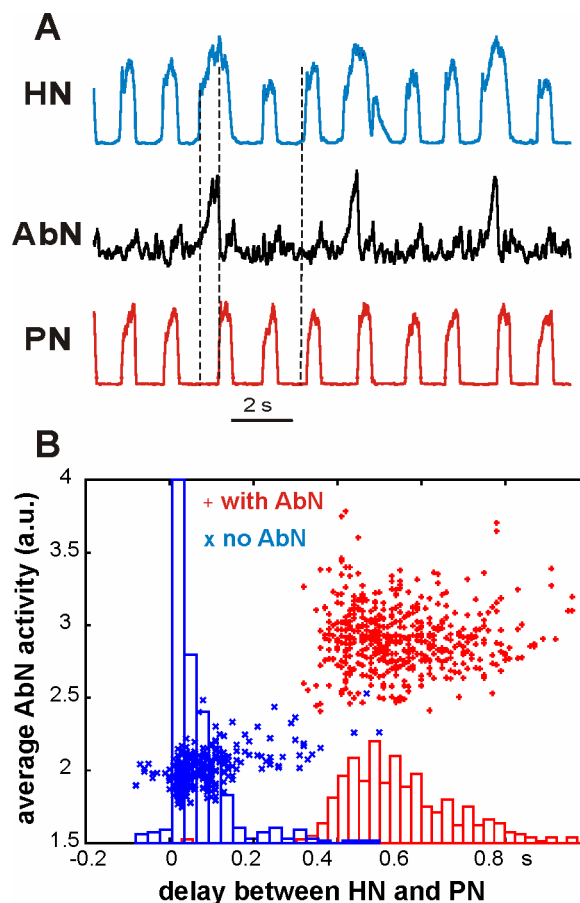 A
HN
AbN
PN
2 s
B
4
3.5
3
2.5
2
1.5
average AbN activity (a.u.)
+ with AbN
x no AbN
-0.2 0 0.2 0.4 0.6 0.8 s
delay between HN and PN